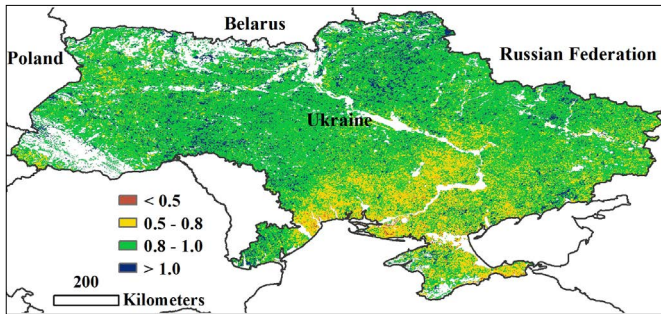 Belarus
Poland
Russian Federation
Ukraine
< 0.5
0.5 - 0.8
0.8 - 1.0
> 1.0
200
Kilometers